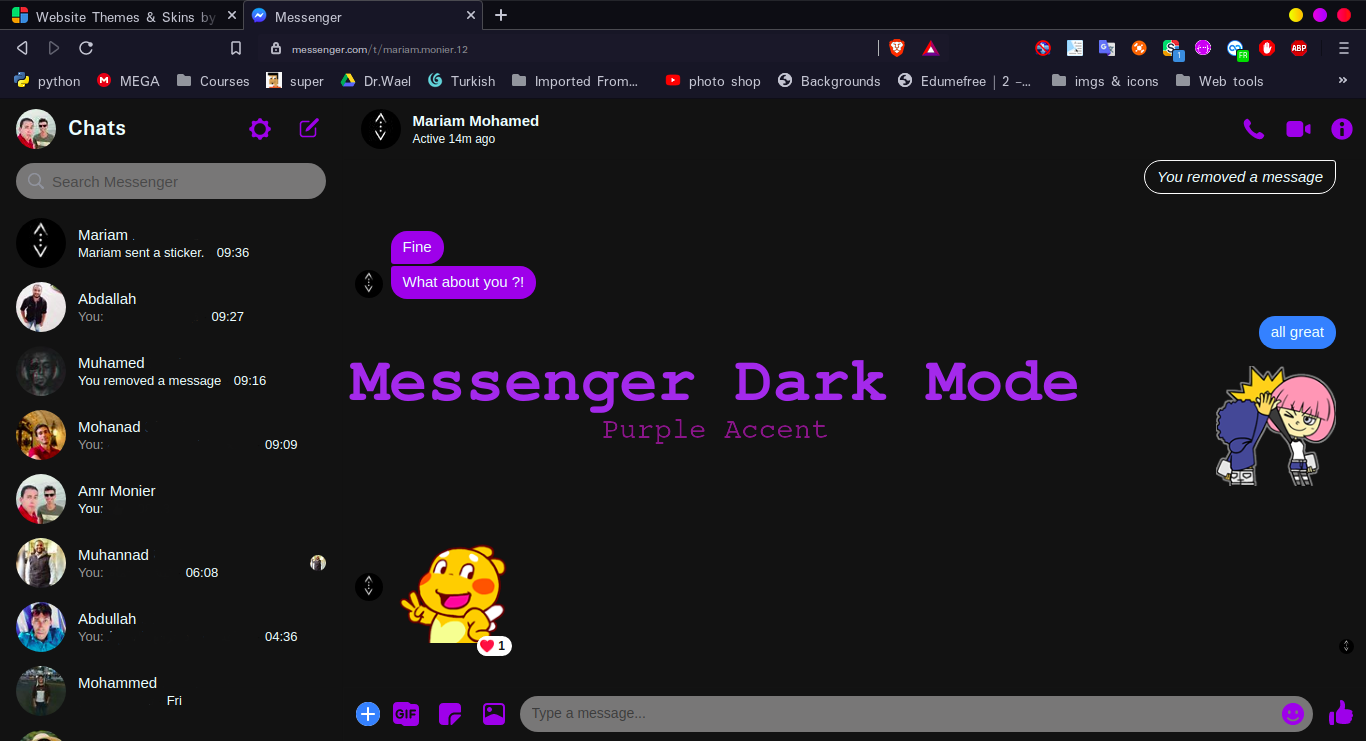 Website Themes & Skins by
Messenger
messenger.com/t/mariam.monier.12
1
FR
ABP
python
MEGA
Courses
super
Dr.Wael
Turkish
Imported From...
photo shop
Backgrounds
Edumefree | 2 –...
imgs & icons
Web tools
»
Chats
Search Messenger
Mariam
Mariam sent a sticker. 09:36
Abdallah
You: 09:27
Muhamed
You removed a message 09:16
Mohanad
You: 09:09
Amr Monier
You:
Muhannad
You: 06:08
Abdullah
You: 04:36
Mohammed
Fri
Mariam Mohamed
Active 14m ago
You removed a message
Fine
What about you ?!
all great
Messenger Dark Mode
Purple Accent
1
GIF
Type a message...